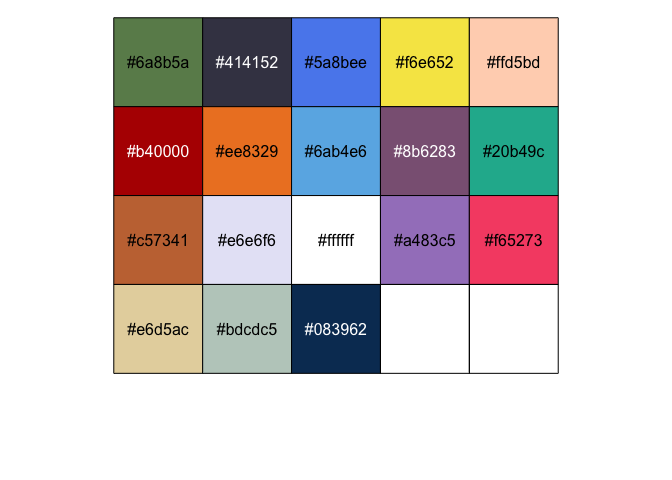 #6a8b5a #414152 #5a8bee #f6e652 #ffd5bd
#b40000 #ee8329 #6ab4e6 #8b6283 #20b49c
#c57341 #e6e6f6 #ffffff #a483c5 #f65273
#e6d5ac #bdcdc5 #083962